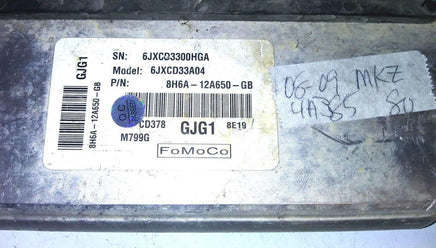 SN: 6JXCD3300HGA
Model: 6JXCD33A04
P/N: 8H6A-12A650-GB
GJG1
8H6A-12A650-GB
QC
CD378 GJG1 8E19
M799G
FoMoCo
06-09 MKZ